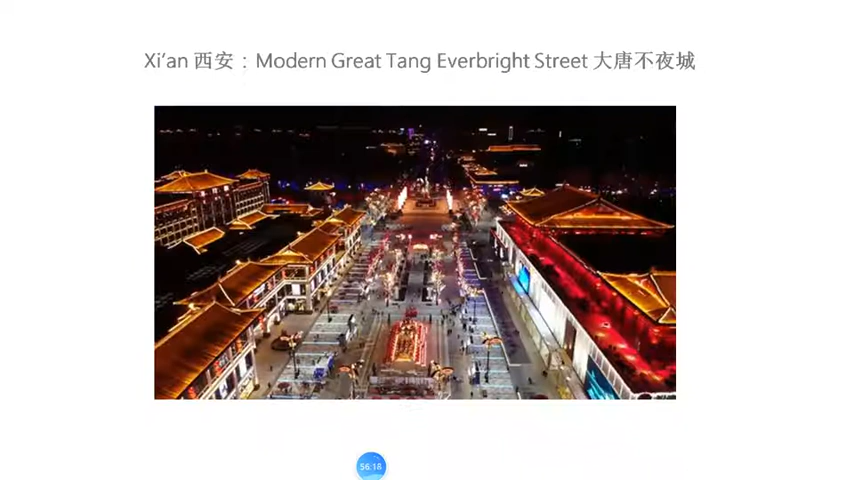 Xi'an 西安：Modern Great Tang Everbright Street 大唐不夜城
56.18